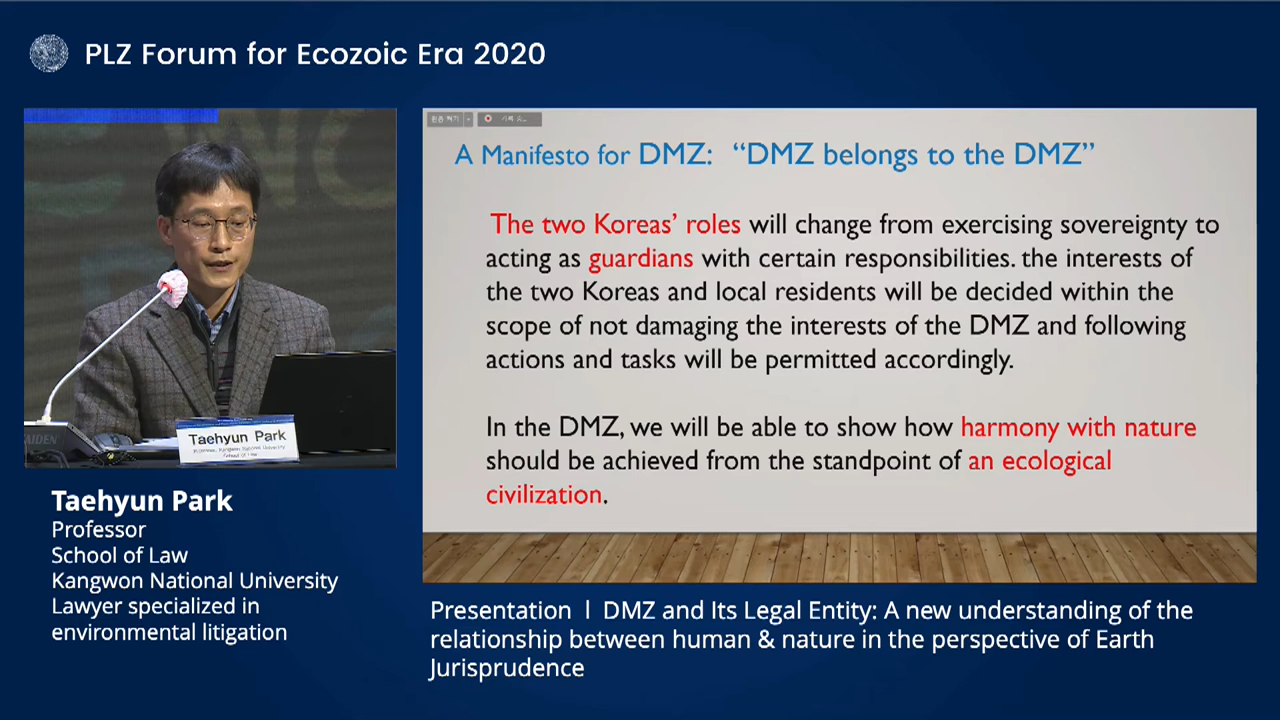 PLZ Forum for Ecozoic Era 2020
A Manifesto for DMZ: “DMZ belongs to the DMZ”
The two Koreas’ roles will change from exercising sovereignty to
acting as guardians with certain responsibilities. the interests of
the two Koreas and local residents will be decided within the
scope of not damaging the interests of the DMZ and following
actions and tasks will be permitted accordingly.
In the DMZ, we will be able to show how harmony with nature
should be achieved from the standpoint of an ecological
civilization.
Taehyun Park
Kangwon National University
School of Law
Taehyun Park
Professor
School of Law
Kangwon National University
Lawyer specialized in
environmental litigation
Presentation l DMZ and Its Legal Entity: A new understanding of the
relationship between human & nature in the perspective of Earth
Jurisprudence